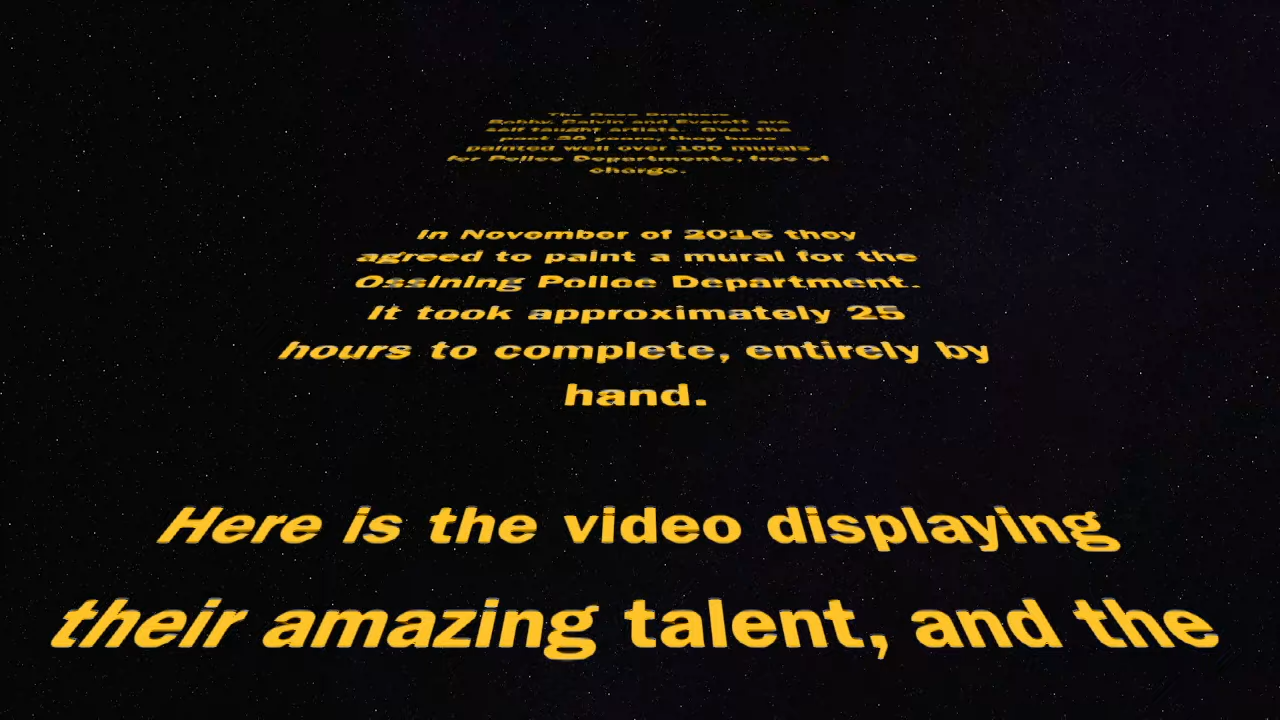 The Rees Brothers
Bobby, Calvin and Everett are
self taught artists. Over the
past 30 years, they have
painted well over 100 murals
for Police Departments, free of
charge.
In November of 2016 they
agreed to paint a mural for the
Ossining Police Department.
It took approximately 25
hours to complete, entirely by
hand.
Here is the video displaying
their amazing talent, and the